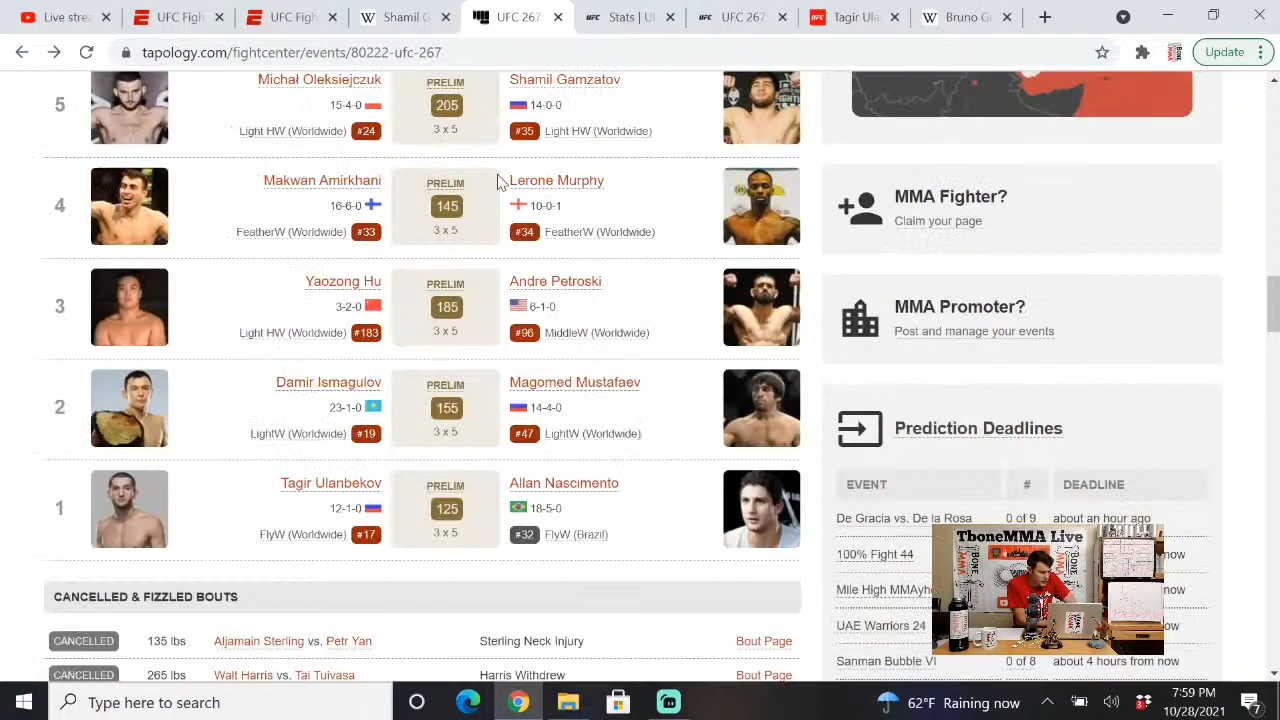 Live strea
UFC Fight
UFC Fight
Shamil G
UFC 267
Stats | U
UFC 267
Tagir Ula
Bruno G
tapology.com/fightcenter/events/80222-ufc-267
Update
5
Michał Oleksiejczuk
15-4-0
Light HW (Worldwide) #24
PRELIM
205
3 x 5
Shamil Gamzatov
14-0-0
#35 Light HW (Worldwide)
4
Makwan Amirkhani
16-6-0
FeatherW (Worldwide) #33
PRELIM
145
3 x 5
Lerone Murphy
10-0-1
#34 FeatherW (Worldwide)
3
Yaozong Hu
3-2-0
Light HW (Worldwide) #183
PRELIM
185
3 x 5
Andre Petroski
6-1-0
#96 MiddleW (Worldwide)
2
Damir Ismagulov
23-1-0
LightW (Worldwide) #19
PRELIM
155
3 x 5
Magomed Mustafaev
14-4-0
#47 LightW (Worldwide)
1
Tagir Ulanbekov
12-1-0
FlyW (Worldwide) #17
PRELIM
125
3 x 5
Allan Nascimento
18-5-0
#32 FlyW (Brazil)
CANCELLED & FIZZLED BOUTS
CANCELLED 135 lbs Aljamain Sterling vs. Petr Yan Sterling Neck Injury Bout Page
CANCELLED 265 lbs Walt Harris vs. Tai Tuivasa Harris Withdrew Bout Page
MMA Fighter?
Claim your page
MMA Promoter?
Post and manage your events
Prediction Deadlines
EVENT # DEADLINE
De Gracia vs. De la Rosa 0 of 9 about an hour ago
100% Fight 44 now
Mile High MMAyhe now
UAE Warriors 24 now
Sanman Bubble VI 0 of 8 about 4 hours from now
TboneMMA Live
Type here to search
62°F Raining now
3
7:59 PM
10/28/2021
7